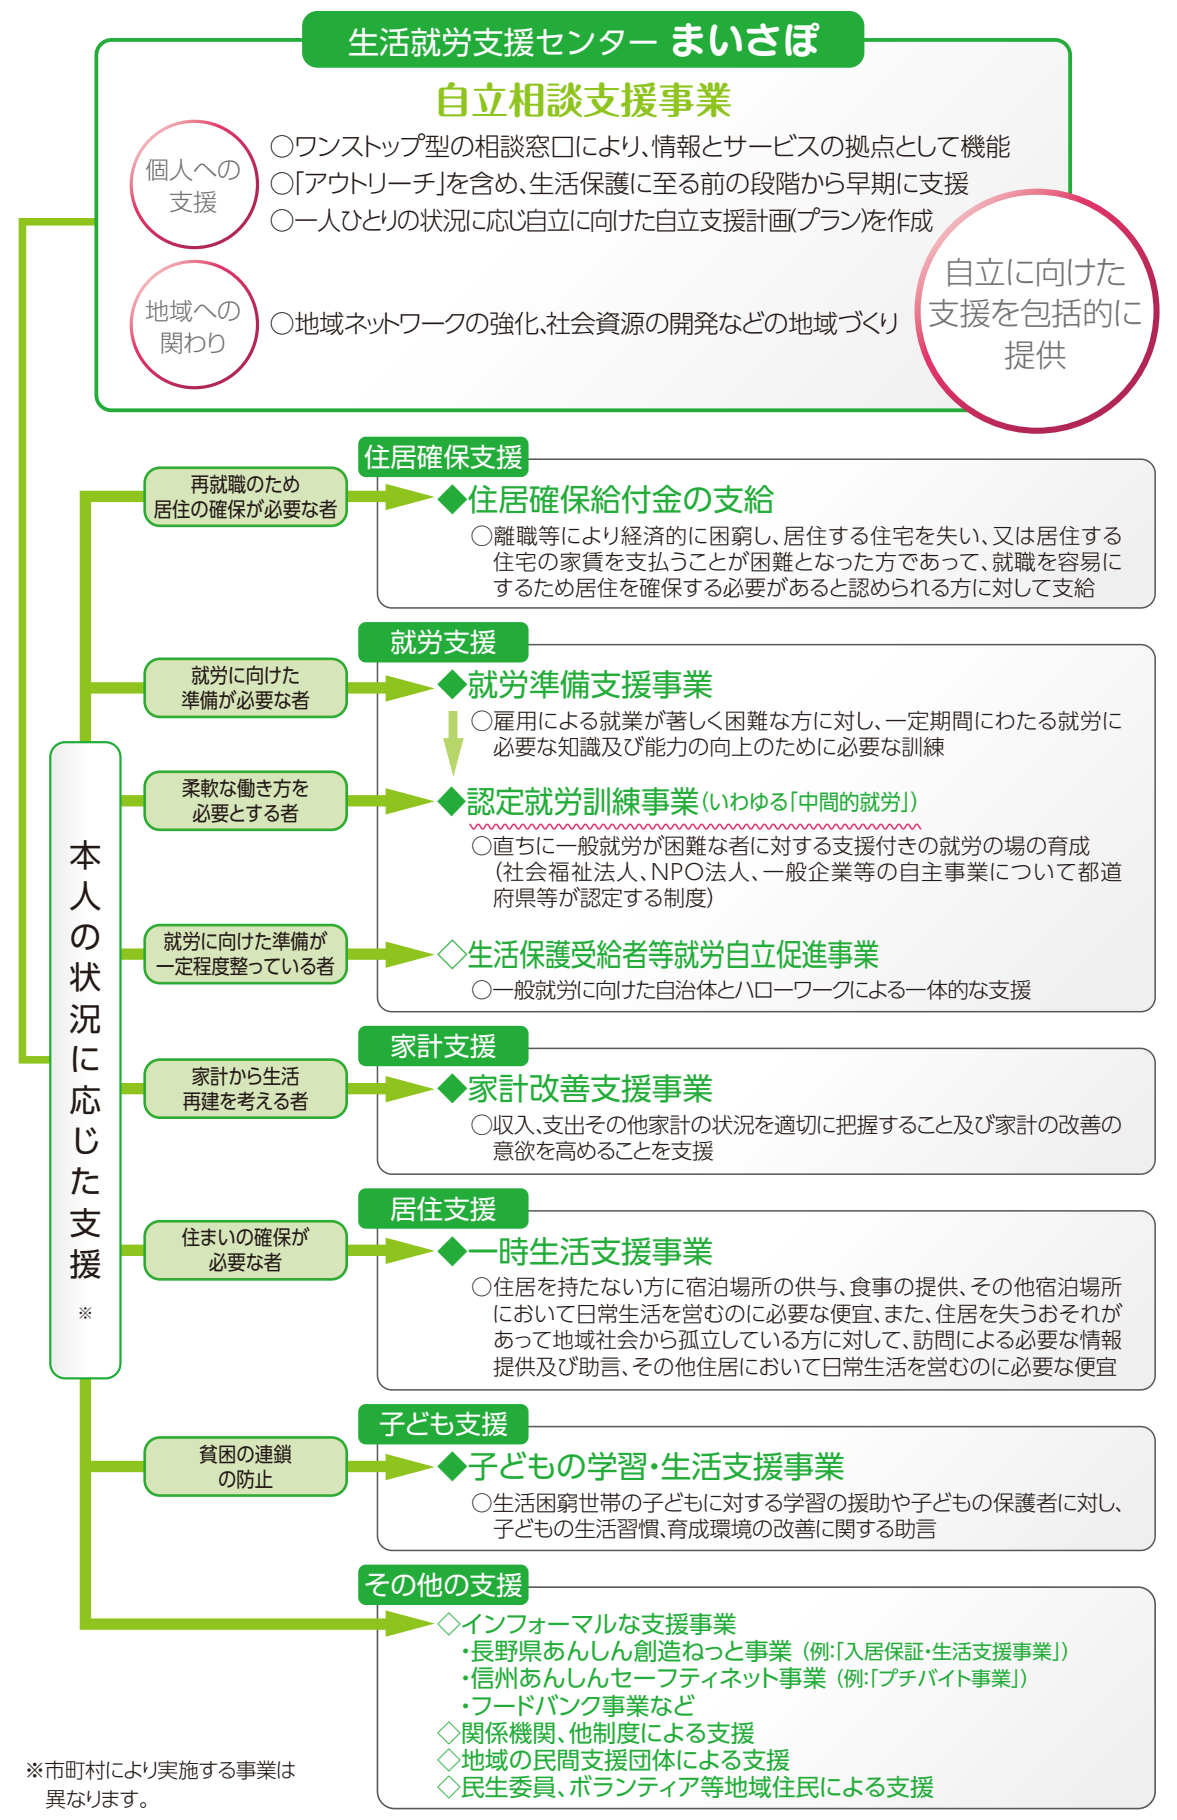 生活就労支援センター まいさぽ
自立相談支援事業
個人への
支援
○ワンストップ型の相談窓口により、情報とサービスの拠点として機能
○「アウトリーチ」を含め、生活保護に至る前の段階から早期に支援
○一人ひとりの状況に応じ自立に向けた自立支援計画(プラン)を作成
地域への
関わり
○地域ネットワークの強化、社会資源の開発などの地域づくり
自立に向けた
支援を包括的に
提供
本人の状況に応じた支援※
再就職のため
居住の確保が必要な者
住居確保支援
◆住居確保給付金の支給
○離職等により経済的に困窮し、居住する住宅を失い、又は居住する
住宅の家賃を支払うことが困難となった方であって、就職を容易に
するため居住を確保する必要があると認められる方に対して支給
就労支援
就労に向けた
準備が必要な者
◆就労準備支援事業
○雇用による就業が著しく困難な方に対し、一定期間にわたる就労に
必要な知識及び能力の向上のために必要な訓練
柔軟な働き方を
必要とする者
◆認定就労訓練事業(いわゆる「中間的就労」)
○直ちに一般就労が困難な者に対する支援付きの就労の場の育成
(社会福祉法人、NPO法人、一般企業等の自主事業について都道
府県等が認定する制度)
就労に向けた準備が
一定程度整っている者
◇生活保護受給者等就労自立促進事業
○一般就労に向けた自治体とハローワークによる一体的な支援
家計支援
家計から生活
再建を考える者
◆家計改善支援事業
○収入、支出その他家計の状況を適切に把握すること及び家計の改善の
意欲を高めることを支援
居住支援
住まいの確保が
必要な者
◆一時生活支援事業
○住居を持たない方に宿泊場所の供与、食事の提供、その他宿泊場所
において日常生活を営むのに必要な便宜、また、住居を失うおそれが
あって地域社会から孤立している方に対して、訪問による必要な情報
提供及び助言、その他住居において日常生活を営むのに必要な便宜
子ども支援
貧困の連鎖
の防止
◆子どもの学習・生活支援事業
○生活困窮世帯の子どもに対する学習の援助や子どもの保護者に対し、
子どもの生活習慣、育成環境の改善に関する助言
その他の支援
◇インフォーマルな支援事業
・長野県あんしん創造ねっと事業 (例:「入居保証・生活支援事業」)
・信州あんしんセーフティネット事業 (例:「プチバイト事業」)
・フードバンク事業など
◇関係機関、他制度による支援
◇地域の民間支援団体による支援
◇民生委員、ボランティア等地域住民による支援
※市町村により実施する事業は
異なります。